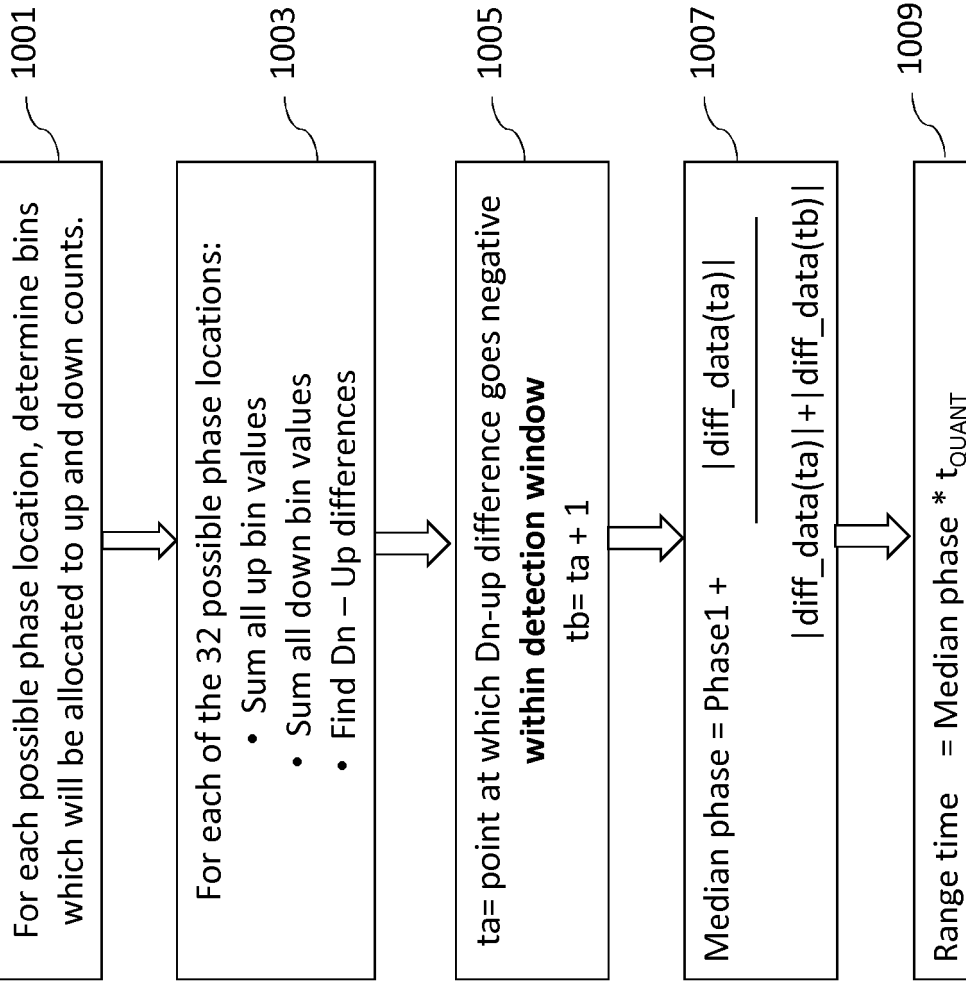 For each possible phase location, determine bins
which will be allocated to up and down counts.
1001
For each of the 32 possible phase locations:
• Sum all up bin values
• Sum all down bin values
• Find Dn – Up differences
1003
ta= point at which Dn-up difference goes negative
within detection window
tb= ta + 1
1005
Median phase = Phase1 + |diff_data(ta)|
|diff_data(ta)|+|diff_data(tb)|
1007
Range time = Median phase * tQUANT
1009